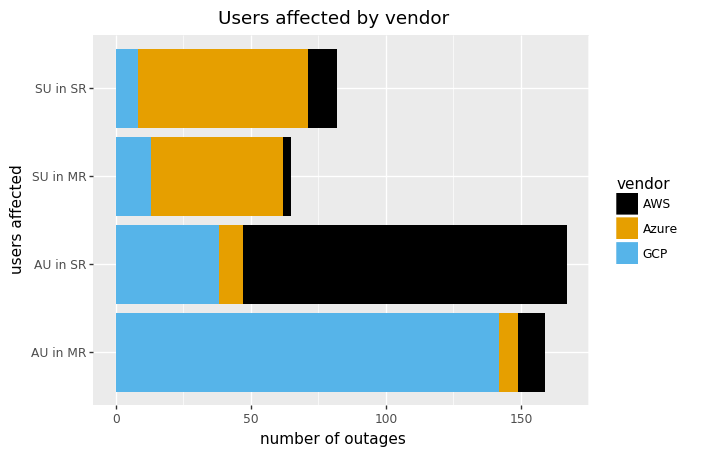 Users affected by vendor
SU in SR
SU in MR
AU in SR
AU in MR
users affected
0 50 100 150
number of outages
vendor
AWS
Azure
GCP